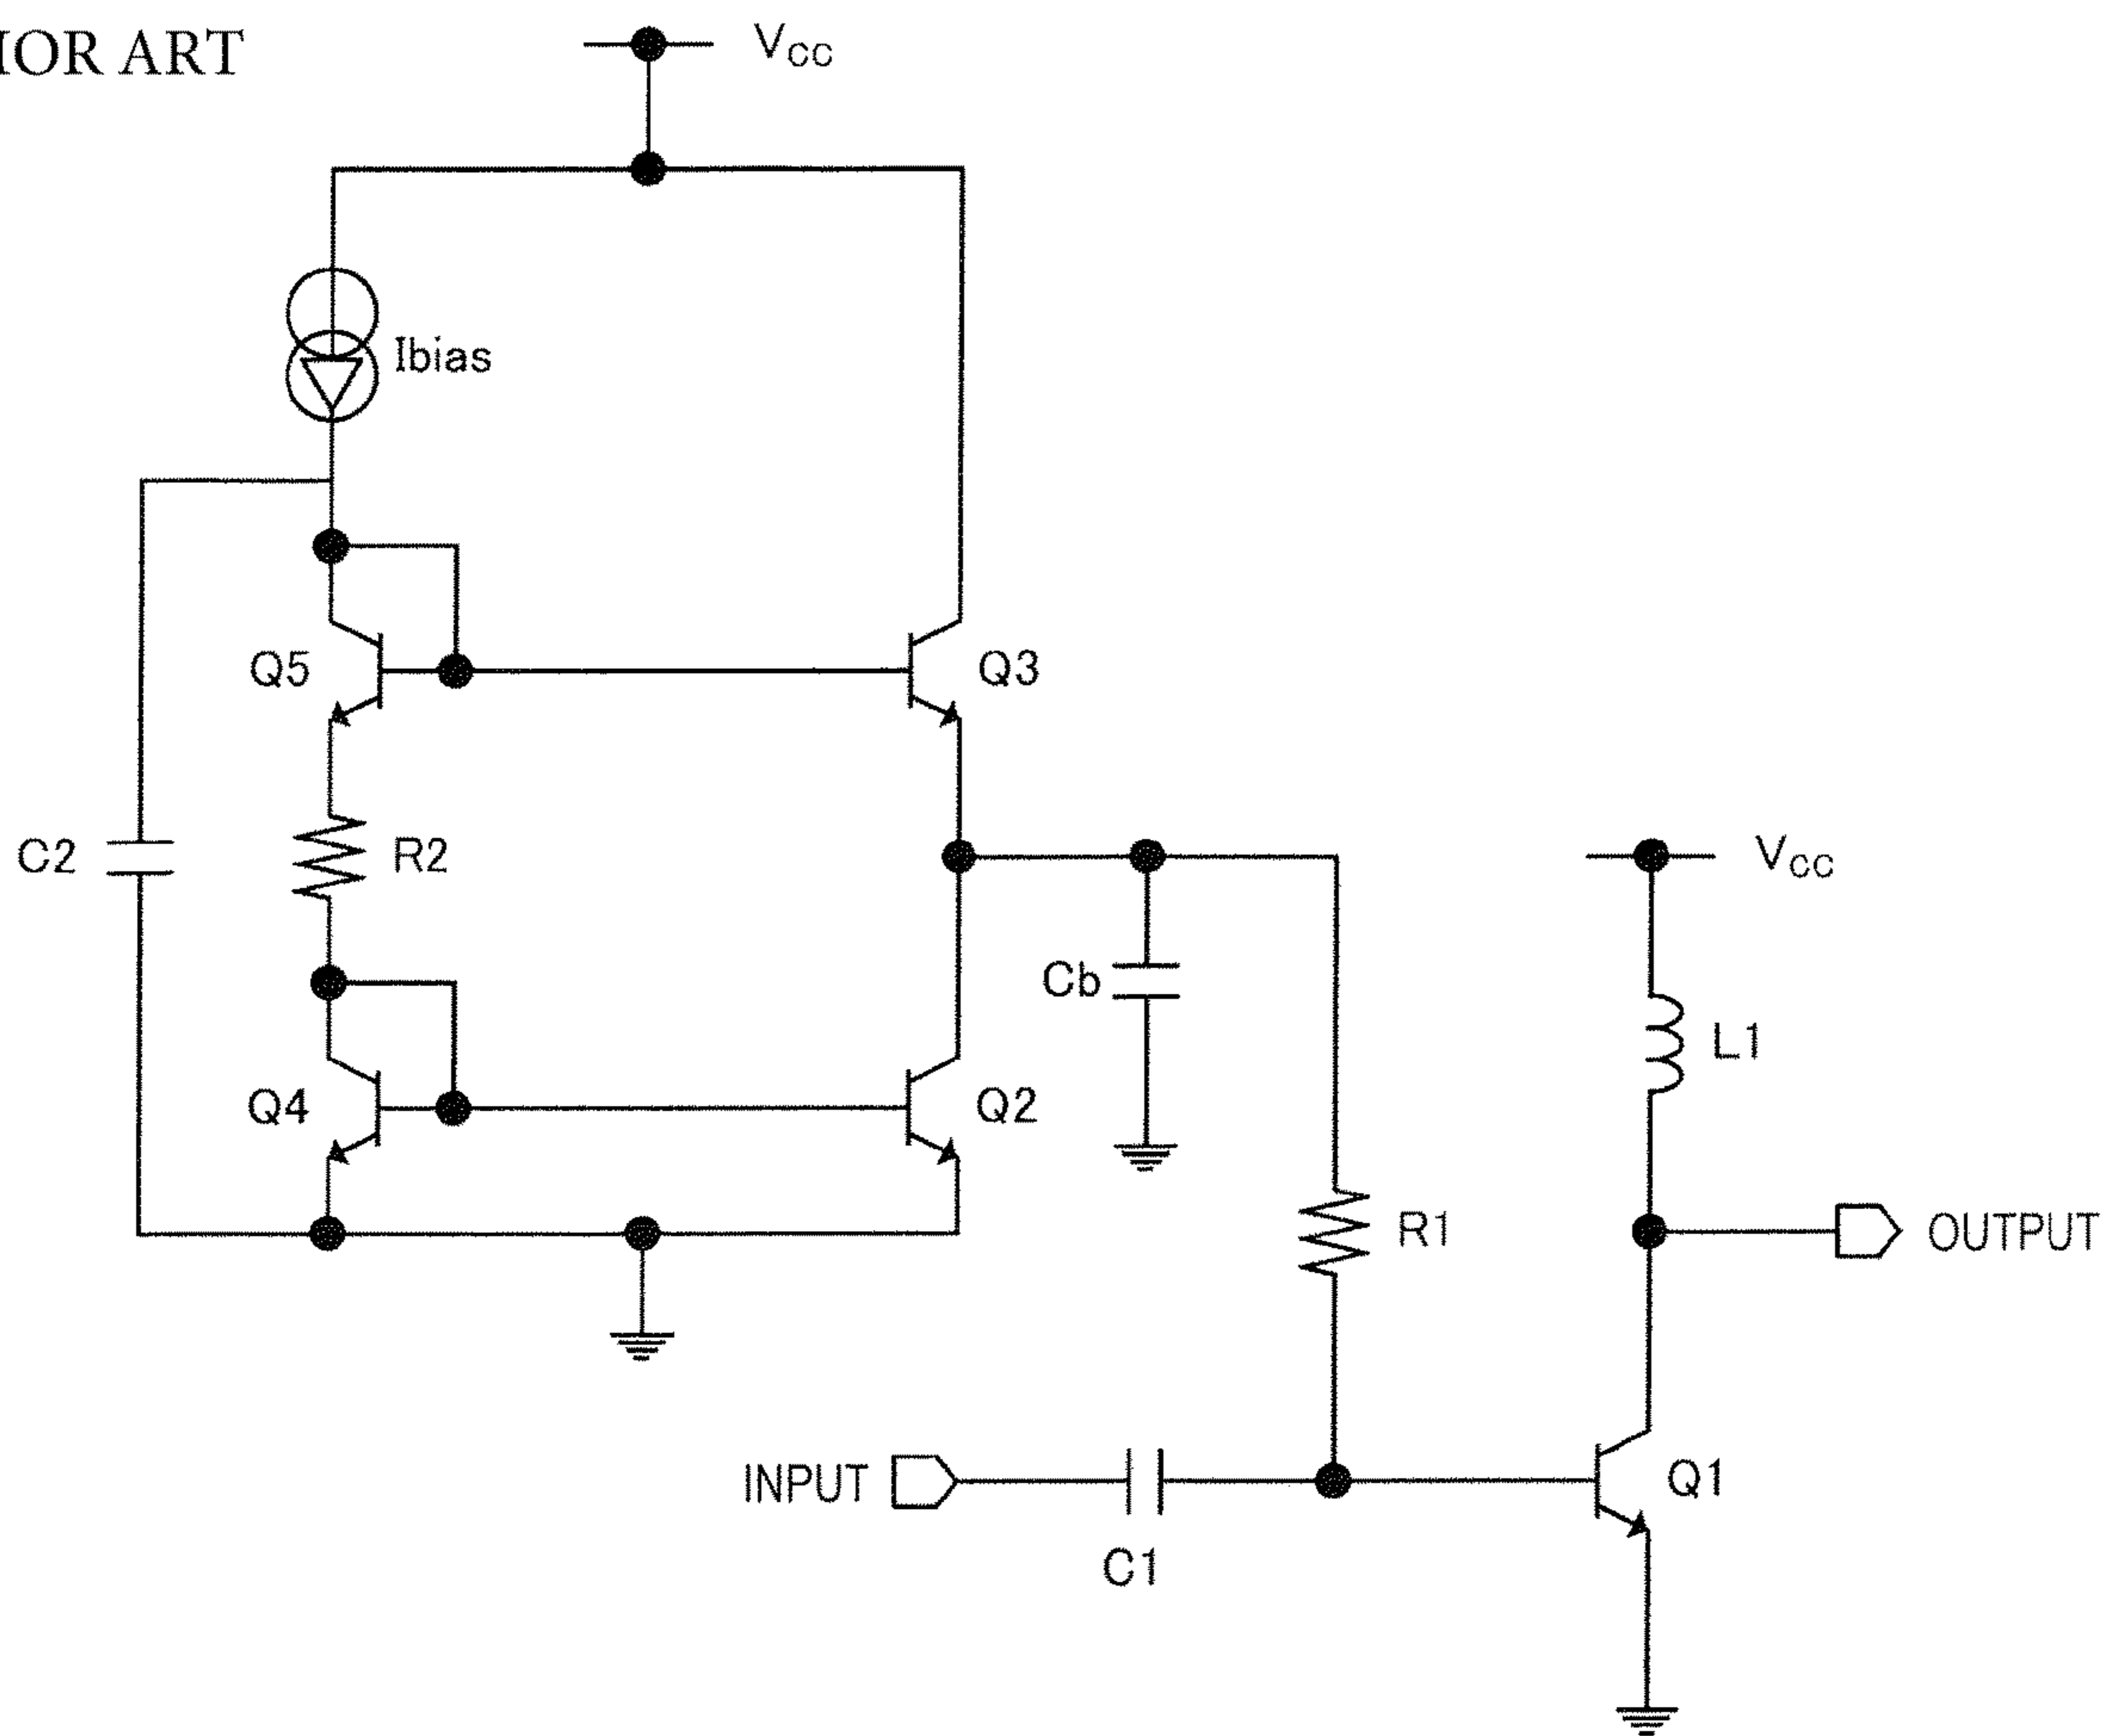 IOR ART
VCC
Ibias
Q5
Q3
C2
R2
VCC
Cb
L1
Q4
Q2
R1
OUTPUT
INPUT
Q1
C1